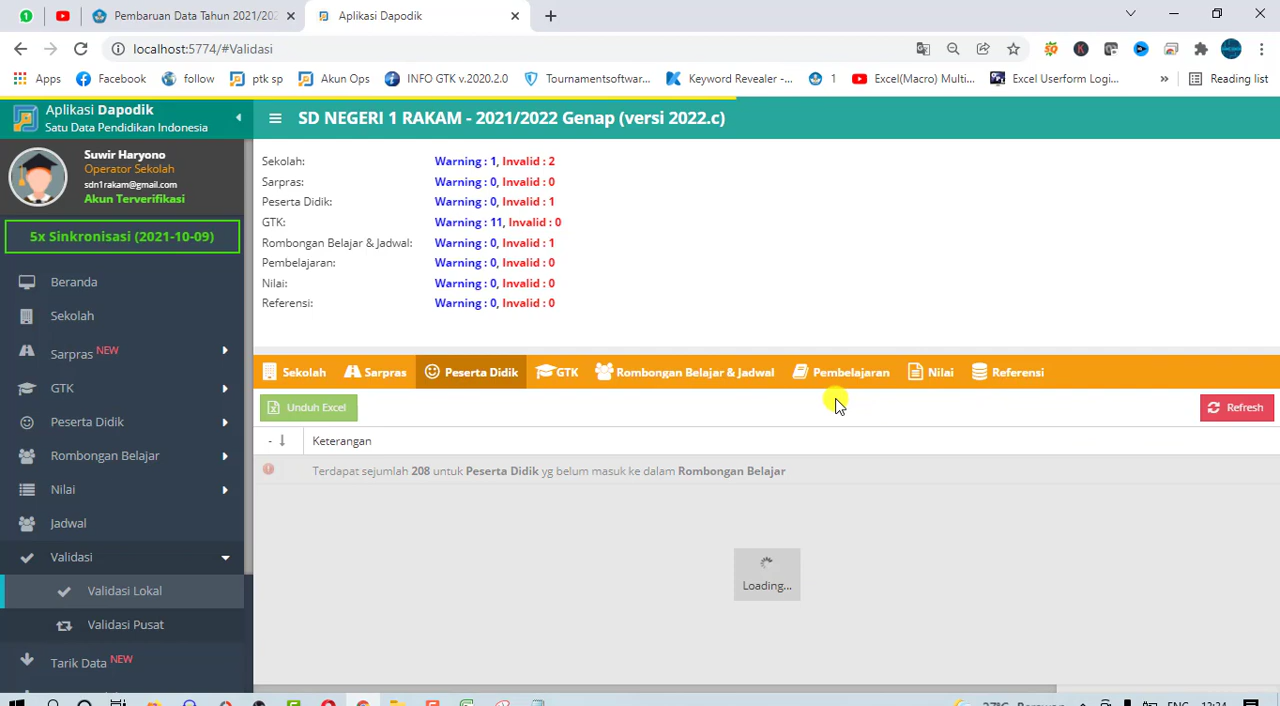 1
Pembaruan Data Tahun 2021/202
Aplikasi Dapodik
localhost:5774/#Validasi
Apps
Facebook
follow
ptk sp
Akun Ops
INFO GTK v.2020.2.0
Tournamentsoftwar...
Keyword Revealer -...
1
Excel(Macro) Multi...
Excel Userform Log...
»
Reading list
Aplikasi Dapodik
Satu Data Pendidikan Indonesia
SD NEGERI 1 RAKAM - 2021/2022 Genap (versi 2022.c)
Suwir Haryono
Operator Sekolah
sdn1rakam@gmail.com
Akun Terverifikasi
5x Sinkronisasi (2021-10-09)
Beranda
Sekolah
Sarpras NEW
GTK
Peserta Didik
Rombongan Belajar
Nilai
Jadwal
Validasi
Validasi Lokal
Validasi Pusat
Tarik Data NEW
Sekolah: Warning : 1, Invalid : 2
Sarpras: Warning : 0, Invalid : 0
Peserta Didik: Warning : 0, Invalid : 1
GTK: Warning : 11, Invalid : 0
Rombongan Belajar & Jadwal: Warning : 0, Invalid : 1
Pembelajaran: Warning : 0, Invalid : 0
Nilai: Warning : 0, Invalid : 0
Referensi: Warning : 0, Invalid : 0
Sekolah Sarpras Peserta Didik GTK Rombongan Belajar & Jadwal Pembelajaran Nilai Referensi
Unduh Excel Refresh
- Keterangan
Terdapat sejumlah 208 untuk Peserta Didik yg belum masuk ke dalam Rombongan Belajar
Loading...